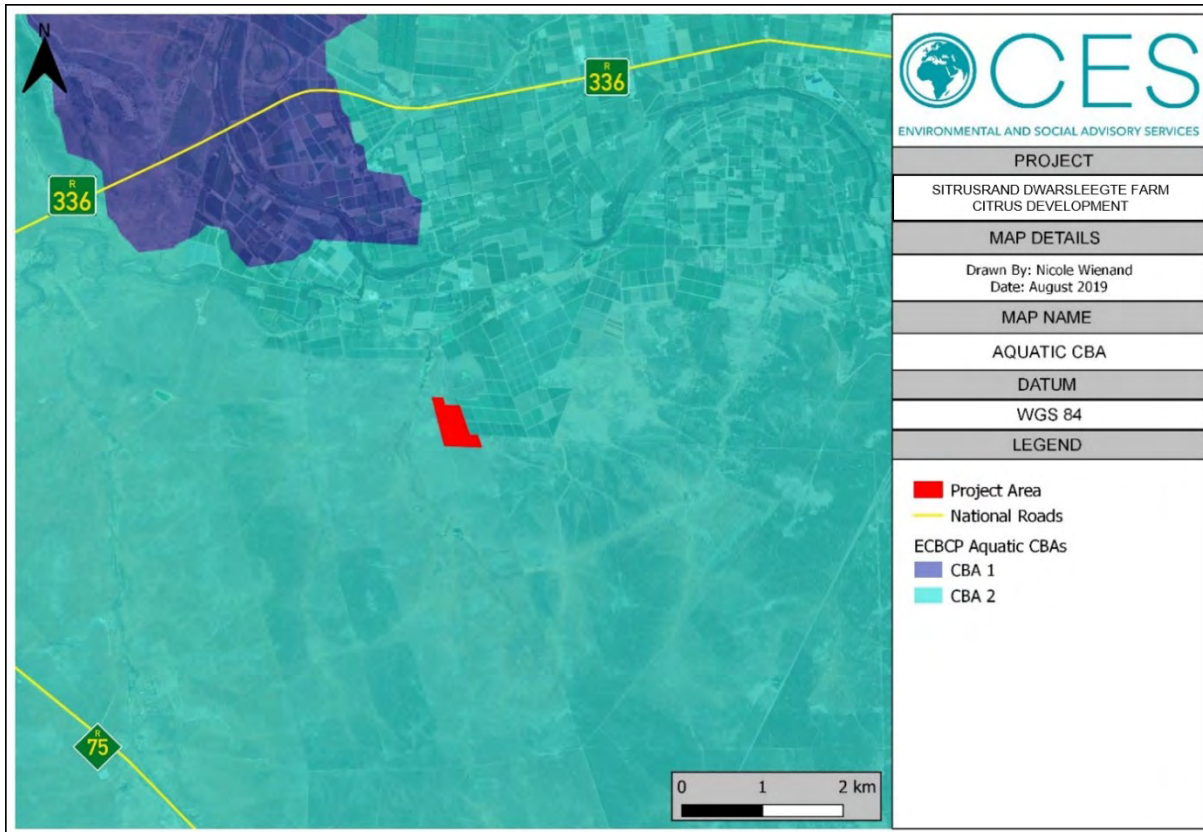 N
R
336
R
336
R
75
0 1 2 km
CES
ENVIRONMENTAL AND SOCIAL ADVISORY SERVICES
PROJECT
SITRUSRAND DWARSLEEGTE FARM
CITRUS DEVELOPMENT
MAP DETAILS
Drawn By: Nicole Wienand
Date: August 2019
MAP NAME
AQUATIC CBA
DATUM
WGS 84
LEGEND
Project Area
National Roads
ECBCP Aquatic CBAs
CBA 1
CBA 2